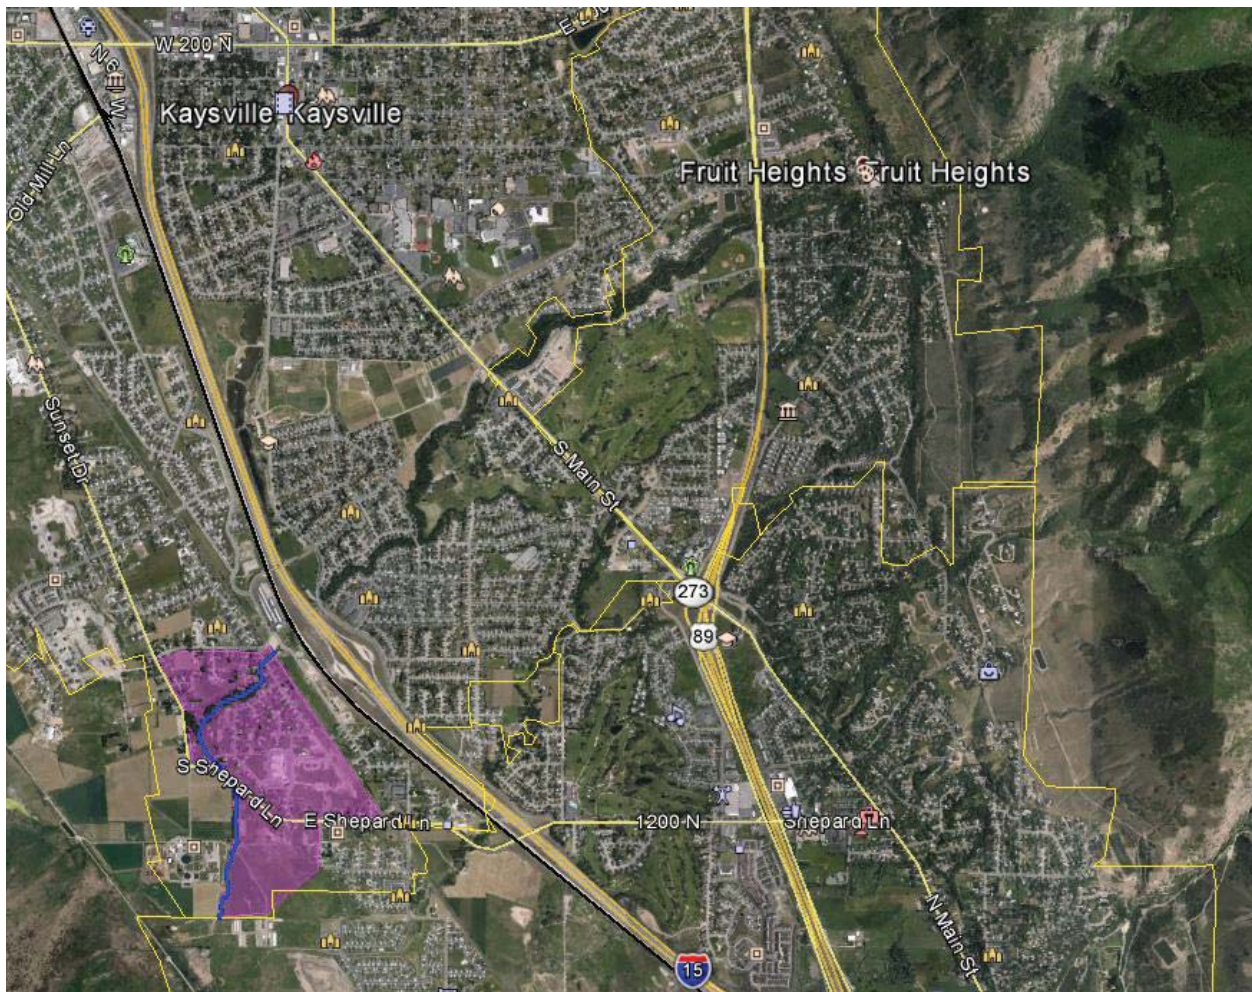 W 200 N
Kaysville Kaysville
Old Mill Ln
Fruit Heights Fruit Heights
Sunset Dr
S Main St
273
89
S Shepard Ln
E Shepard Ln
1200 N
Shepard Ln
N Main St
15